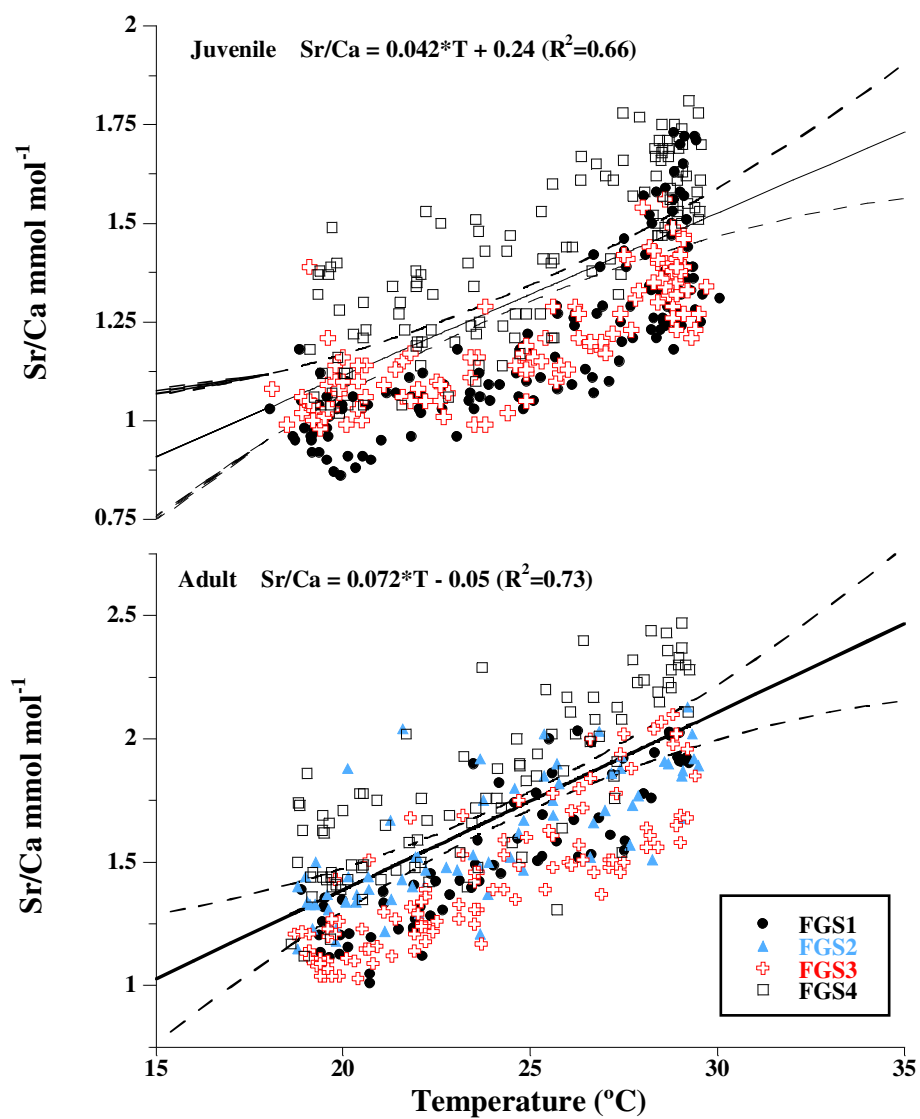 Juvenile Sr/Ca = 0.042*T + 0.24 (R²=0.66)
Sr/Ca mmol mol⁻¹
2
1.75
1.5
1.25
1
0.75
Adult Sr/Ca = 0.072*T - 0.05 (R²=0.73)
Sr/Ca mmol mol⁻¹
2.5
2
1.5
1
FGS1
FGS2
FGS3
FGS4
15 20 25 30 35
Temperature (ºC)